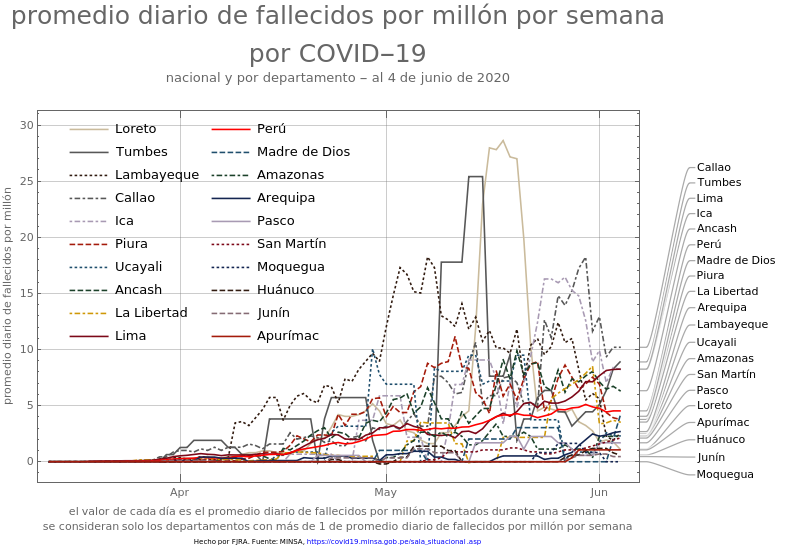 promedio diario de fallecidos por millón por semana
por COVID−19
nacional y por departamento − al 4 de junio de 2020
promedio diario de fallecidos por millón
30
25
20
15
10
5
0
Loreto
Tumbes
Lambayeque
Callao
Ica
Piura
Ucayali
Ancash
La Libertad
Lima
Perú
Madre de Dios
Amazonas
Arequipa
Pasco
San Martín
Moquegua
Huánuco
Junín
Apurímac
Callao
Tumbes
Lima
Ica
Ancash
Perú
Madre de Dios
Piura
La Libertad
Arequipa
Lambayeque
Ucayali
Amazonas
San Martín
Pasco
Loreto
Apurímac
Huánuco
Junín
Moquegua
Apr
May
Jun
el valor de cada día es el promedio diario de fallecidos por millón reportados durante una semana
se consideran solo los departamentos con más de 1 de promedio diario de fallecidos por millón por semana
Hecho por FJRA. Fuente: MINSA, https://covid19.minsa.gob.pe/sala_situacional.asp